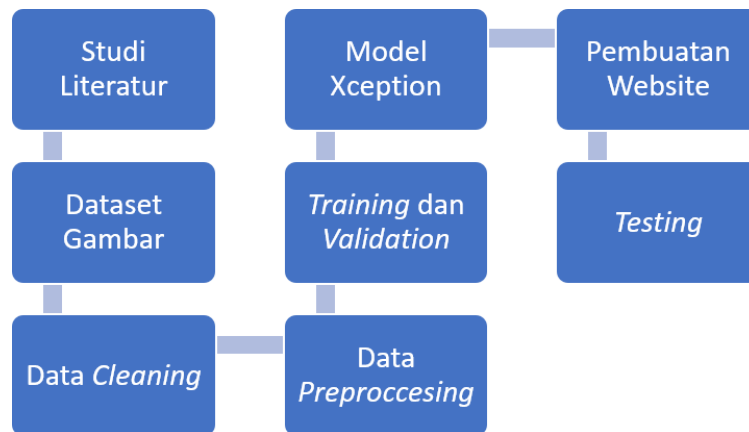 Studi
Literatur
Dataset
Gambar
Data Cleaning
Data
Preproccesing
Training dan
Validation
Model
Xception
Pembuatan
Website
Testing